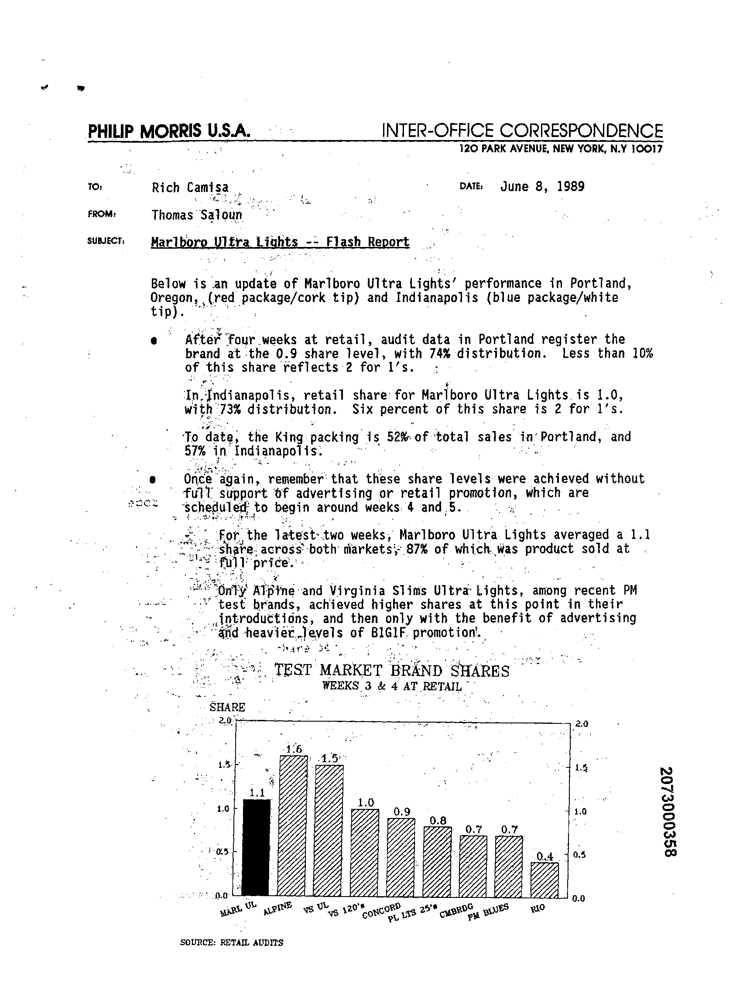 PHILIP MORRIS U.S.A. INTER-OFFICE CORRESPONDENCE
120 PARK AVENUE, NEW YORK, N.Y 10017
TO: Rich Camisa DATE: June 8, 1989
FROM: Thomas Saloun
SUBJECT: Marlboro Ultra Lights -- Flash Report
Below is an update of Marlboro Ultra Lights' performance in Portland,
Oregon, (red package/cork tip) and Indianapolis (blue package/white
tip).
● After four weeks at retail, audit data in Portland register the
brand at the 0.9 share level, with 74% distribution. Less than 10%
of this share reflects 2 for 1's.
In Indianapolis, retail share for Marlboro Ultra Lights is 1.0,
with 73% distribution. Six percent of this share is 2 for 1's.
To date, the King packing is 52% of total sales in Portland, and
57% in Indianapolis.
● Once again, remember that these share levels were achieved without
full support of advertising or retail promotion, which are
scheduled to begin around weeks 4 and 5.
For the latest two weeks, Marlboro Ultra Lights averaged a 1.1
share across both markets, 87% of which was product sold at
full price.
Only Alpine and Virginia Slims Ultra Lights, among recent PM
test brands, achieved higher shares at this point in their
introductions, and then only with the benefit of advertising
and heavier levels of B1G1F promotion.
TEST MARKET BRAND SHARES
WEEKS 3 & 4 AT RETAIL
SHARE
2.0 2.0
1.6
1.5 1.5 1.5
1.1
1.0 1.0 1.0
0.9
0.8
0.7 0.7
0.5 0.4 0.5
0.0 0.0
MARL UL ALPINE VS UL VS 120's CONCORD PL LTS 25's CMBRDG PM BLUES RIO
SOURCE: RETAIL AUDITS
2073000358